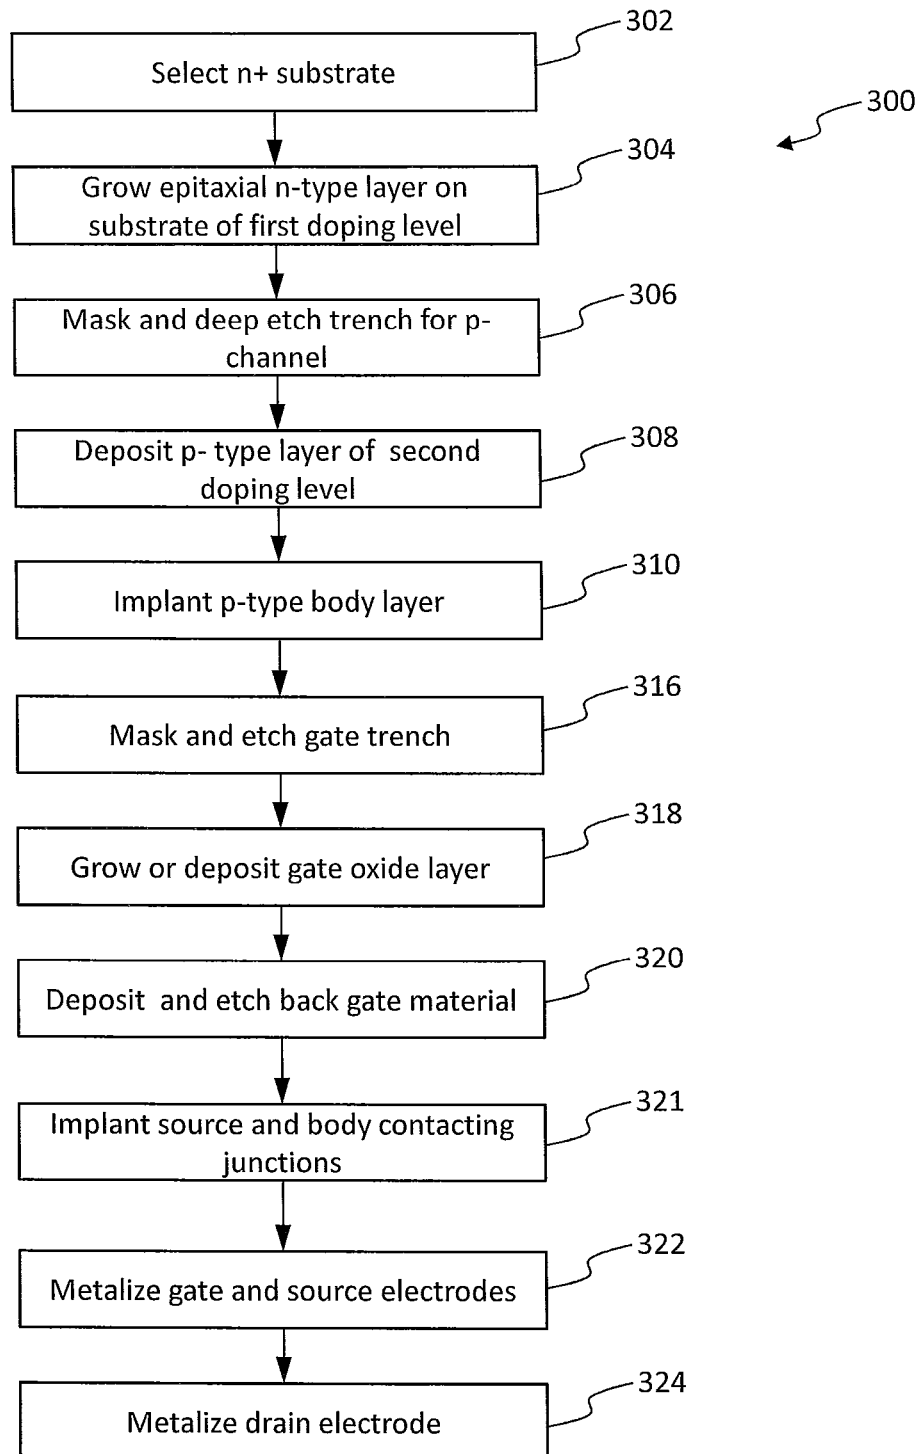 302
Select n+ substrate
300
304
Grow epitaxial n-type layer on
substrate of first doping level
306
Mask and deep etch trench for p-
channel
308
Deposit p- type layer of second
doping level
310
Implant p-type body layer
316
Mask and etch gate trench
318
Grow or deposit gate oxide layer
320
Deposit and etch back gate material
321
Implant source and body contacting
junctions
322
Metalize gate and source electrodes
324
Metalize drain electrode